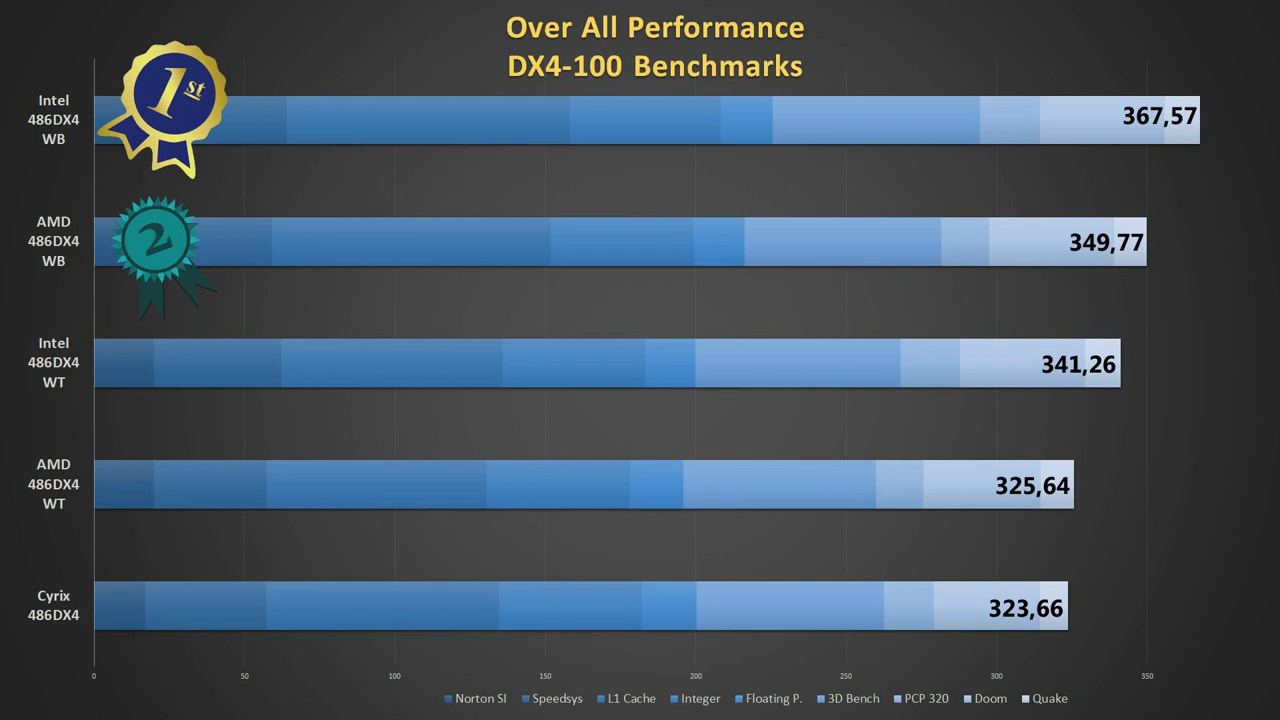 Over All Performance
DX4-100 Benchmarks
1st
Intel
486DX4
WB
367,57
2
AMD
486DX4
WB
349,77
Intel
486DX4
WT
341,26
AMD
486DX4
WT
325,64
Cyrix
486DX4
323,66
0 50 100 150 200 250 300 350
Norton SI Speedsys L1 Cache Integer Floating P. 3D Bench PCP 320 Doom Quake